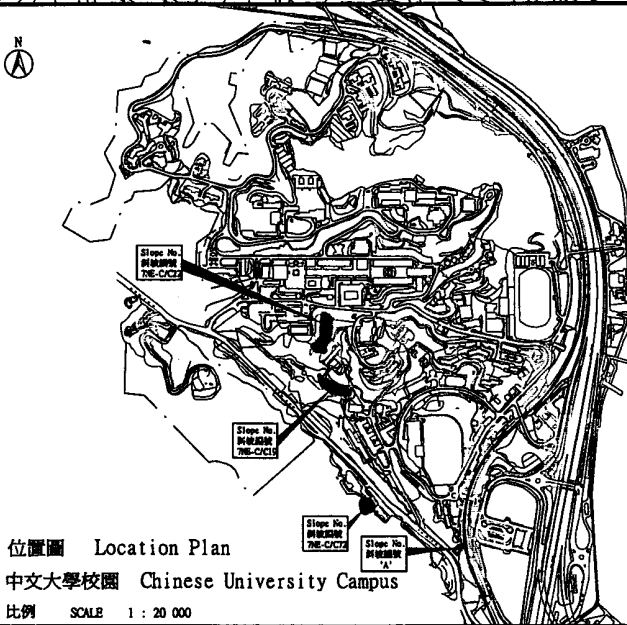 N
Slope No.
斜坡編號
7NE-C/C22
Slope No.
斜坡編號
7NE-C/C19
Slope No.
斜坡編號
7NE-C/C72
Slope No.
斜坡編號
'A'
位置圖 Location Plan
中文大學校園 Chinese University Campus
比例 SCALE 1 : 20 000